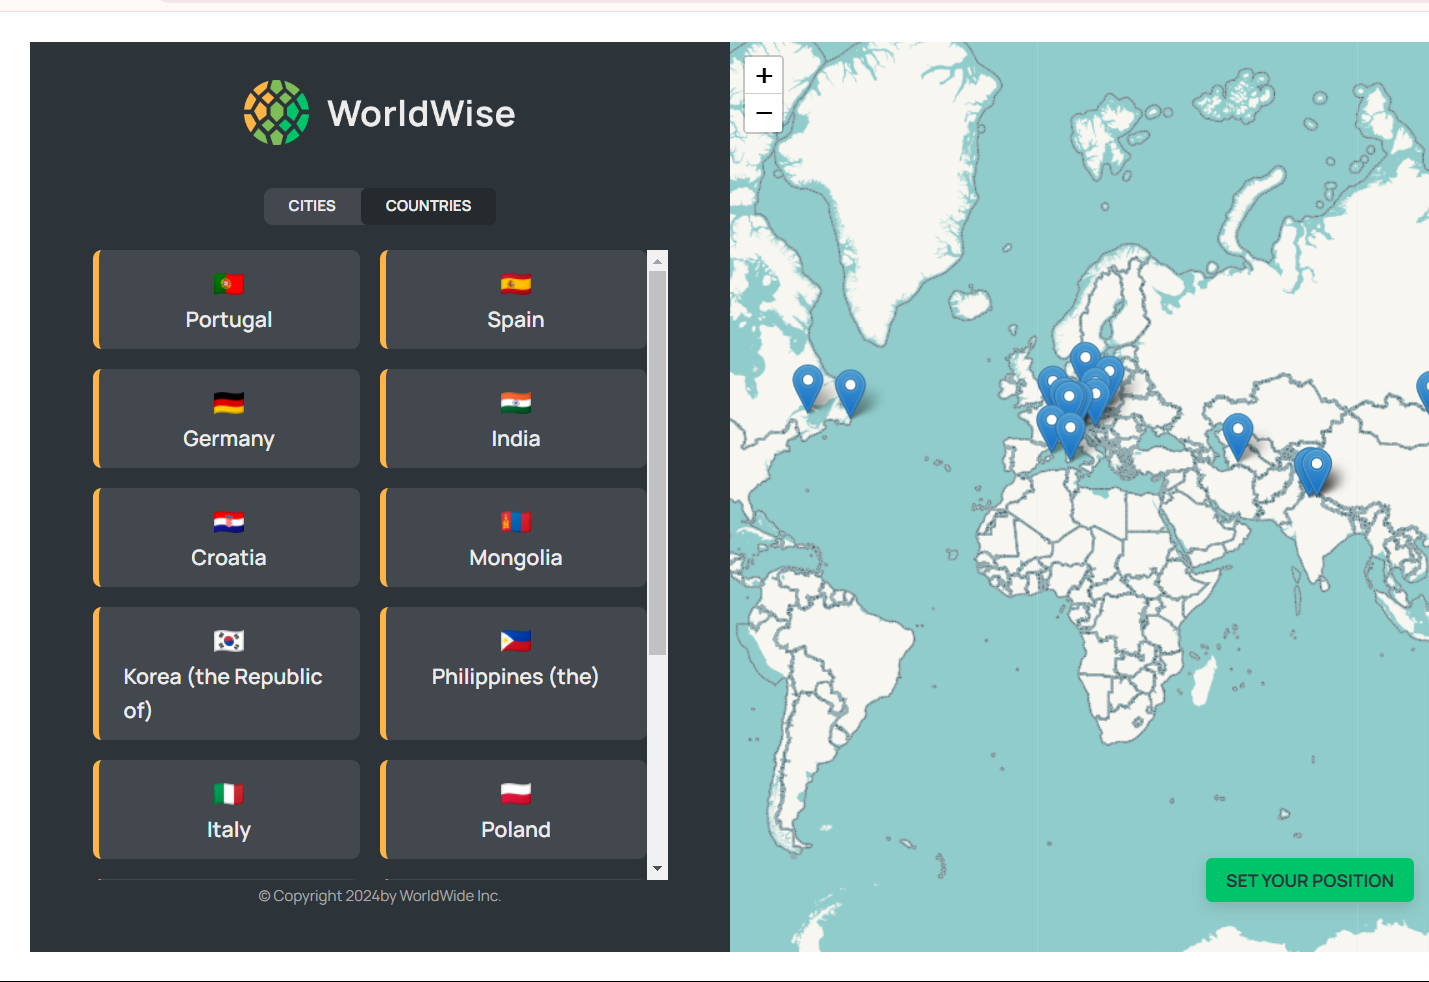 WorldWise
CITIES
COUNTRIES
Portugal
Spain
Germany
India
Croatia
Mongolia
Korea (the Republic
of)
Philippines (the)
Italy
Poland
© Copyright 2024by WorldWide Inc.
+
−
SET YOUR POSITION